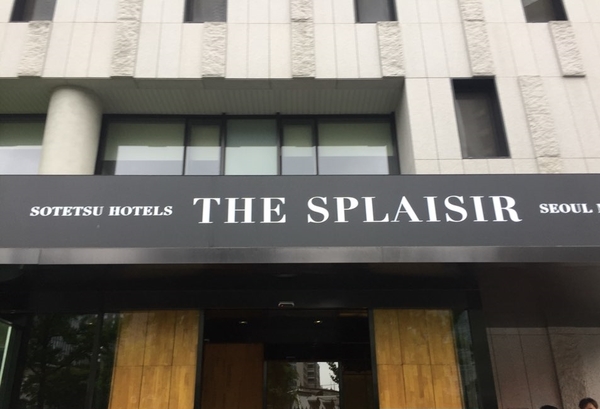 SOTETSU HOTELS THE SPLAISIR SEOUL